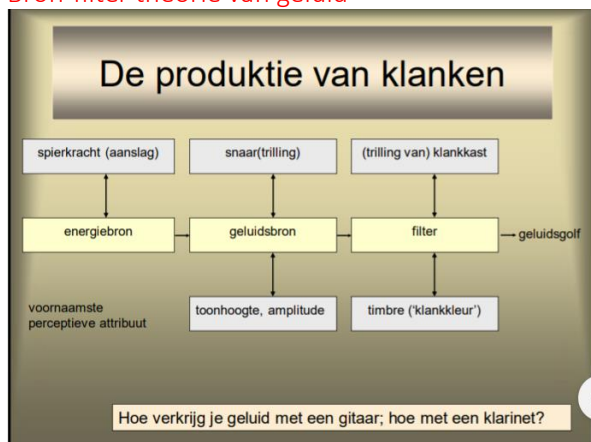 Bron-filter theorie van geluid
De produktie van klanken
spierkracht (aanslag)
snaar(trilling)
(trilling van) klankkast
energiebron
geluidsbron
filter
geluidsgolf
voornaamste
perceptieve attribuut
toonhoogte, amplitude
timbre (‘klankkleur’)
Hoe verkrijg je geluid met een gitaar; hoe met een klarinet?